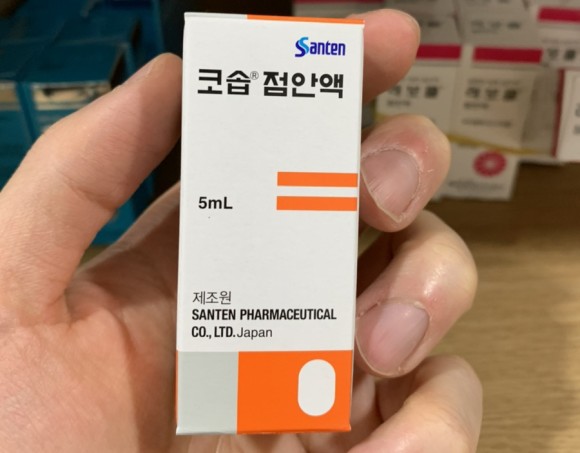 Santen
코솝® 점안액
5mL
제조원
SANTEN PHARMACEUTICAL
CO., LTD. Japan